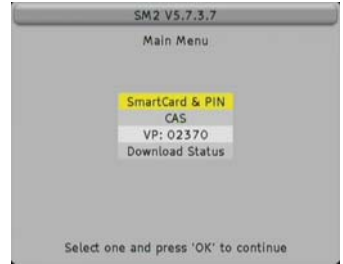 SM2 V5.7.3.7
Main Menu
SmartCard & PIN
CAS
VP: 02370
Download Status
Select one and press 'OK' to continue